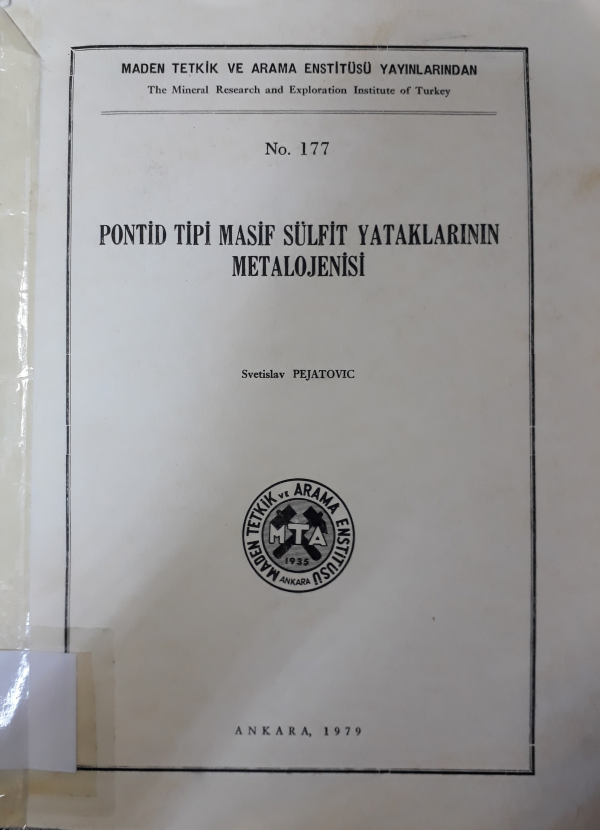 MADEN TETKİK VE ARAMA ENSTİTÜSÜ YAYINLARINDAN
The Mineral Research and Exploration Institute of Turkey
No. 177
PONTİD TİPİ MASİF SÜLFİT YATAKLARININ
METALOJENİSİ
Svetislav PEJATOVIC
MADEN TETKİK VE ARAMA ENSTİTÜSÜ
MTA
1935
ANKARA
ANKARA, 1979